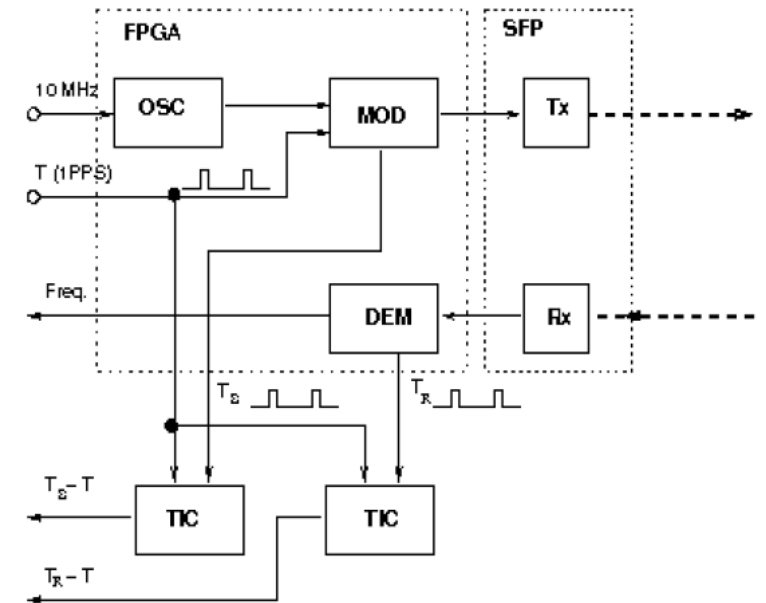 FPGA
SFP
10 MHz
OSC
MOD
Tx
T (1PPS)
Freq.
DEM
Rx
T_S
T_R
T_S – T
TIC
TIC
T_R – T